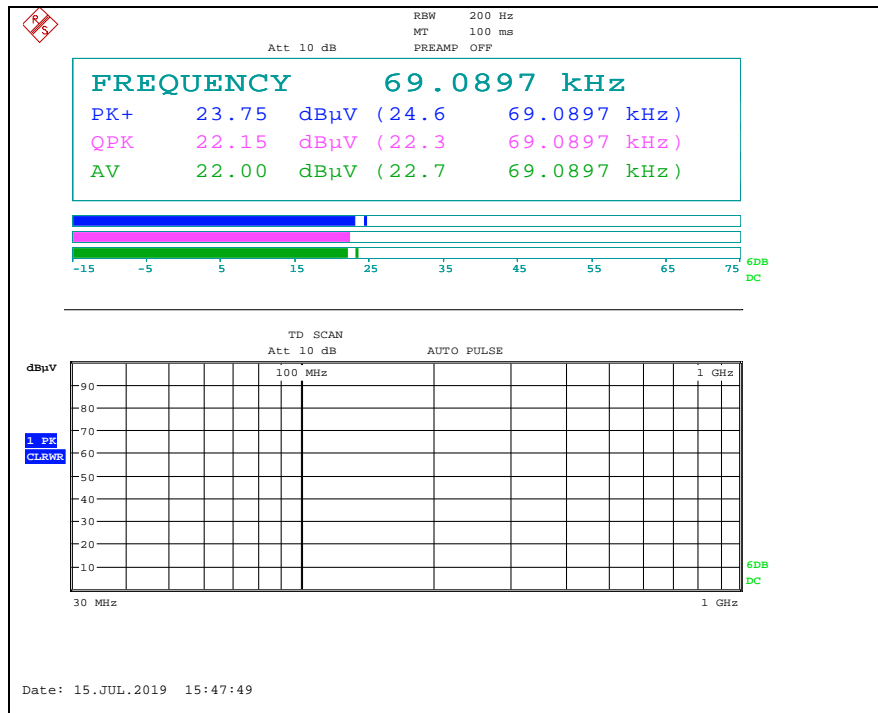 R S
RBW 200 Hz
MT 100 ms
Att 10 dB PREAMP OFF
FREQUENCY 69.0897 kHz
PK+ 23.75 dBµV (24.6 69.0897 kHz)
QPK 22.15 dBµV (22.3 69.0897 kHz)
AV 22.00 dBµV (22.7 69.0897 kHz)
-15 -5 5 15 25 35 45 55 65 75
6DB
DC
TD SCAN
Att 10 dB AUTO PULSE
dBµV
100 MHz 1 GHz
90
80
70
1 PK
CLRWR
60
50
40
30
20
10
6DB
DC
30 MHz 1 GHz
Date: 15.JUL.2019 15:47:49